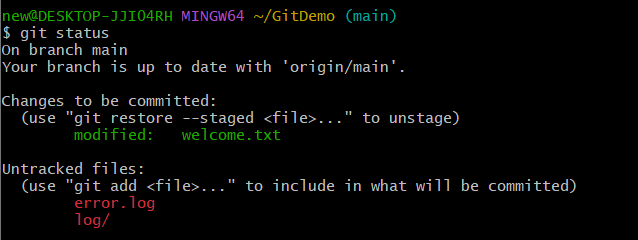 new@DESKTOP-JJIO4RH MINGW64 ~/GitDemo (main)
$ git status
On branch main
Your branch is up to date with 'origin/main'.
Changes to be committed:
(use "git restore --staged <file>..." to unstage)
modified: welcome.txt
Untracked files:
(use "git add <file>..." to include in what will be committed)
error.log
log/